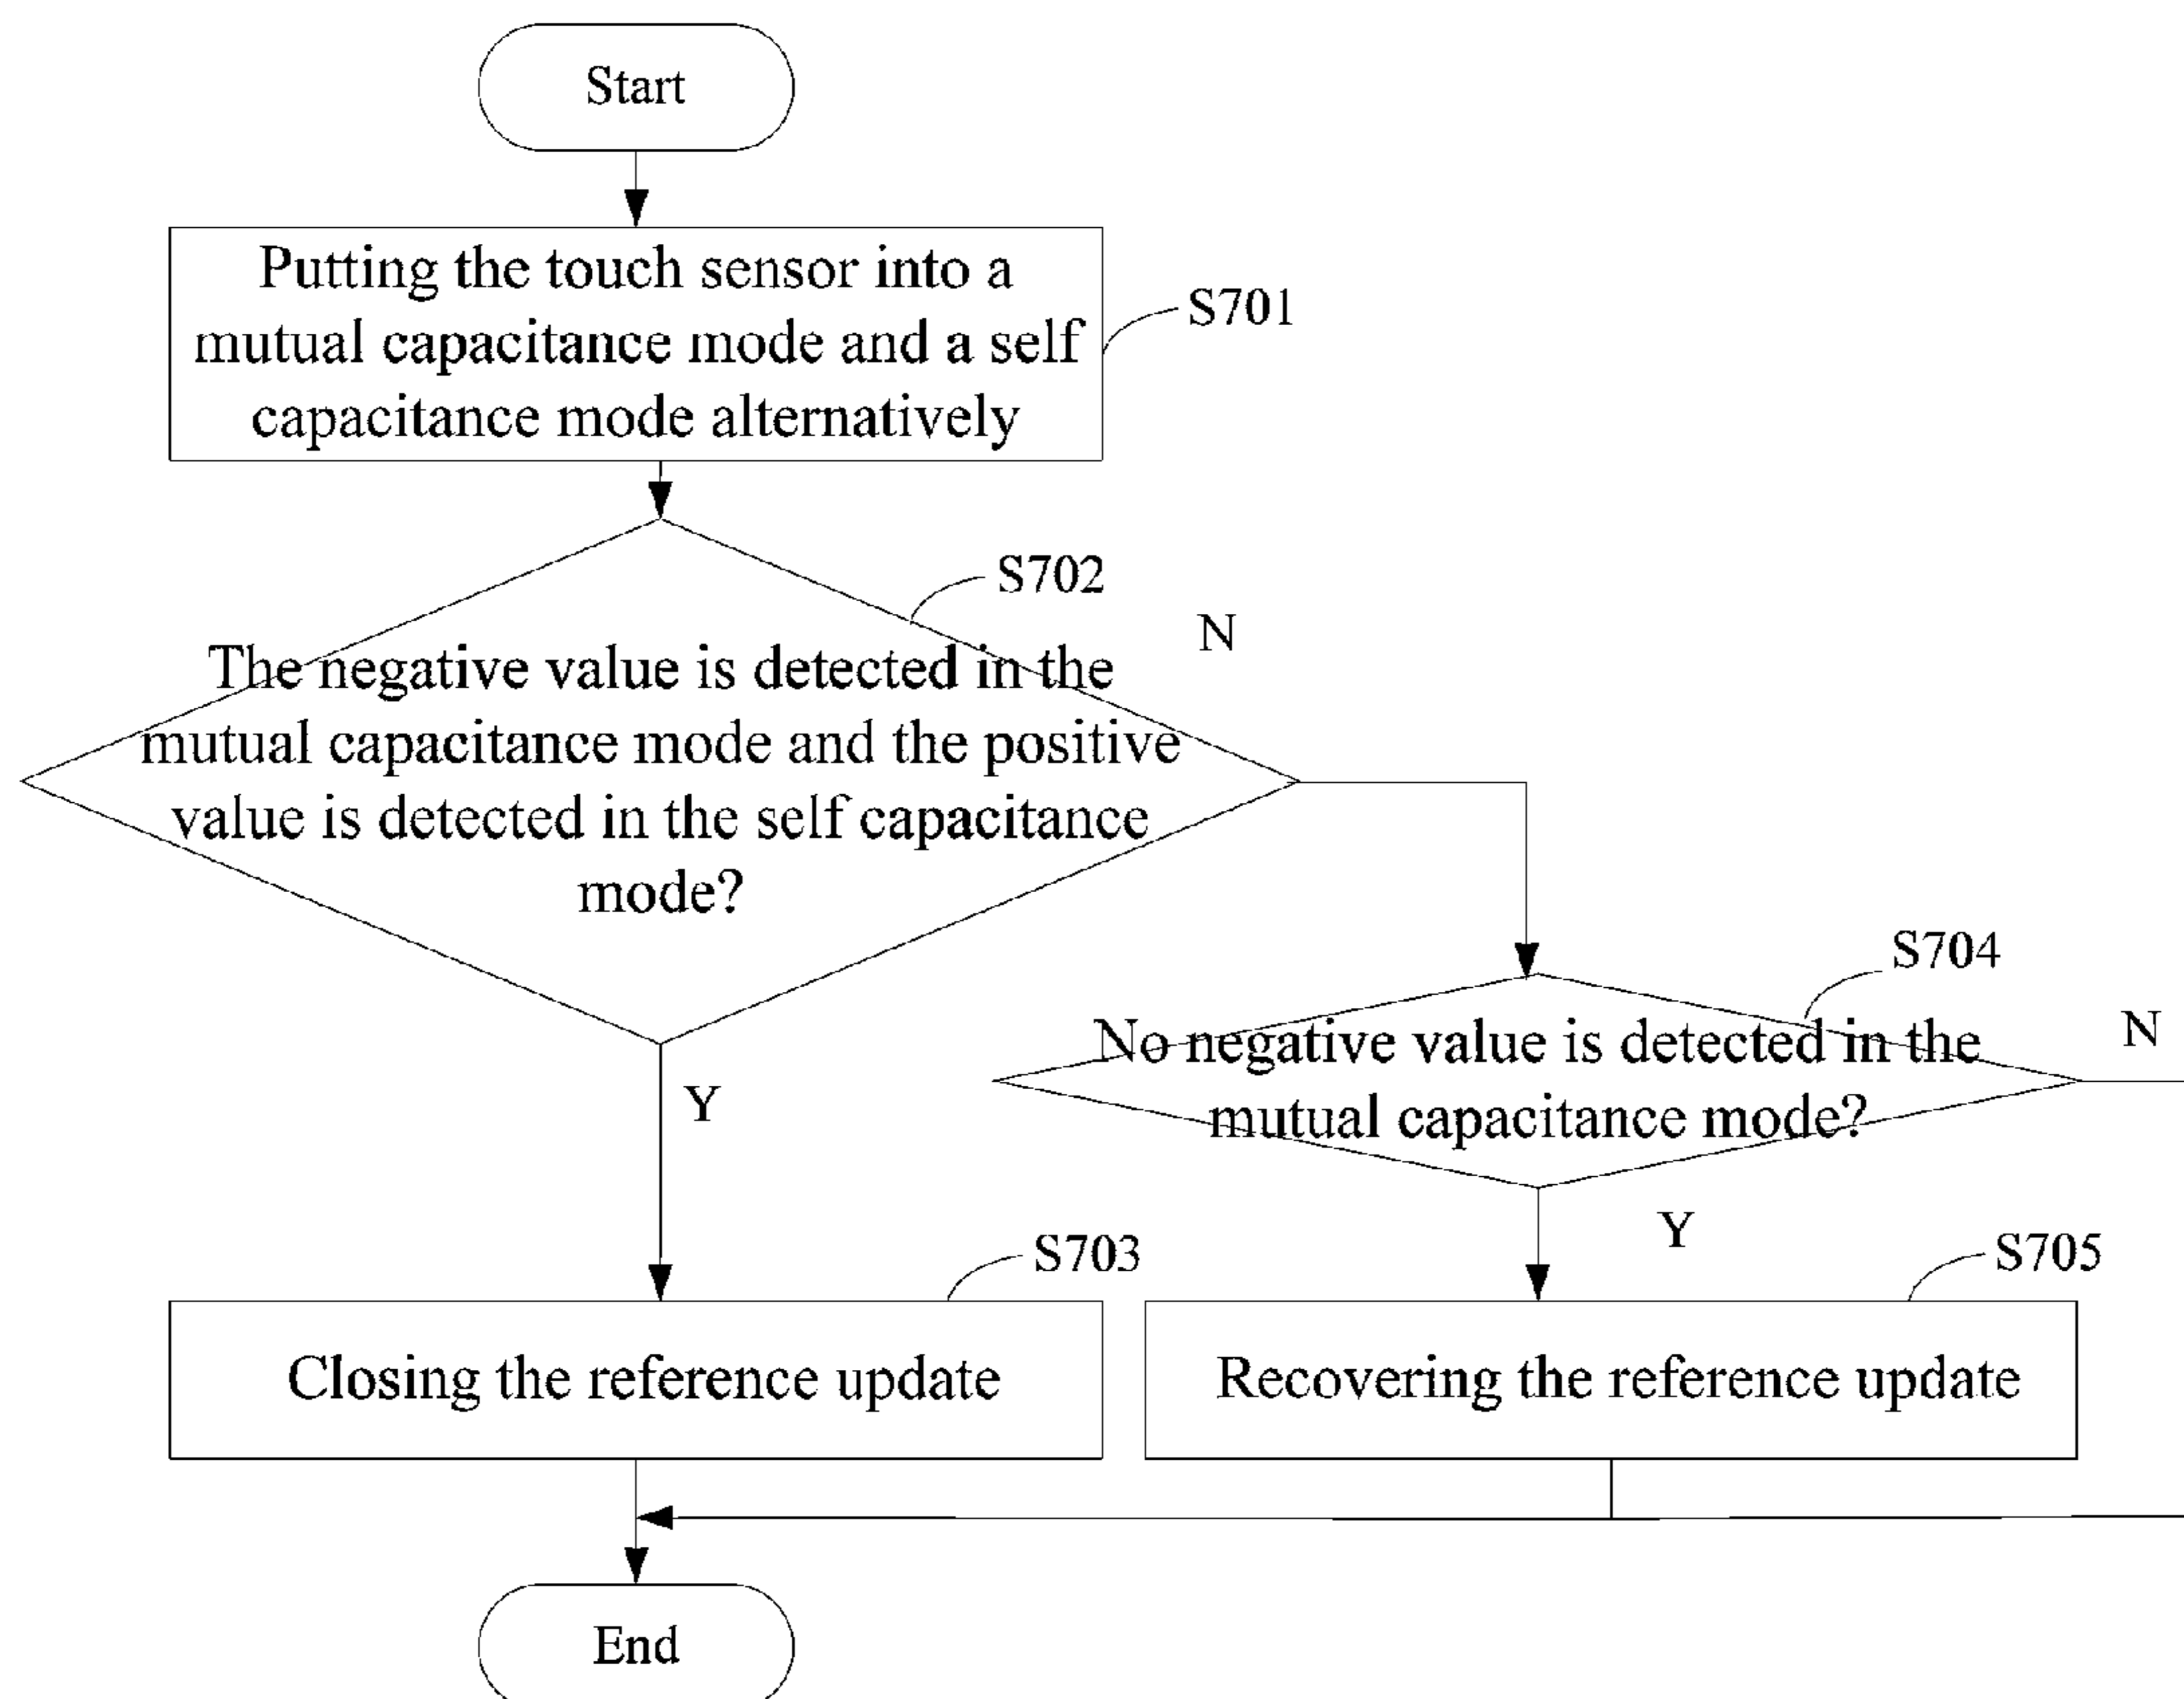 Start
Putting the touch sensor into a
mutual capacitance mode and a self
capacitance mode alternatively
S701
S702
N
The negative value is detected in the
mutual capacitance mode and the positive
value is detected in the self capacitance
mode?
S704
N
No negative value is detected in the
mutual capacitance mode?
Y
Y
S703
S705
Closing the reference update
Recovering the reference update
End